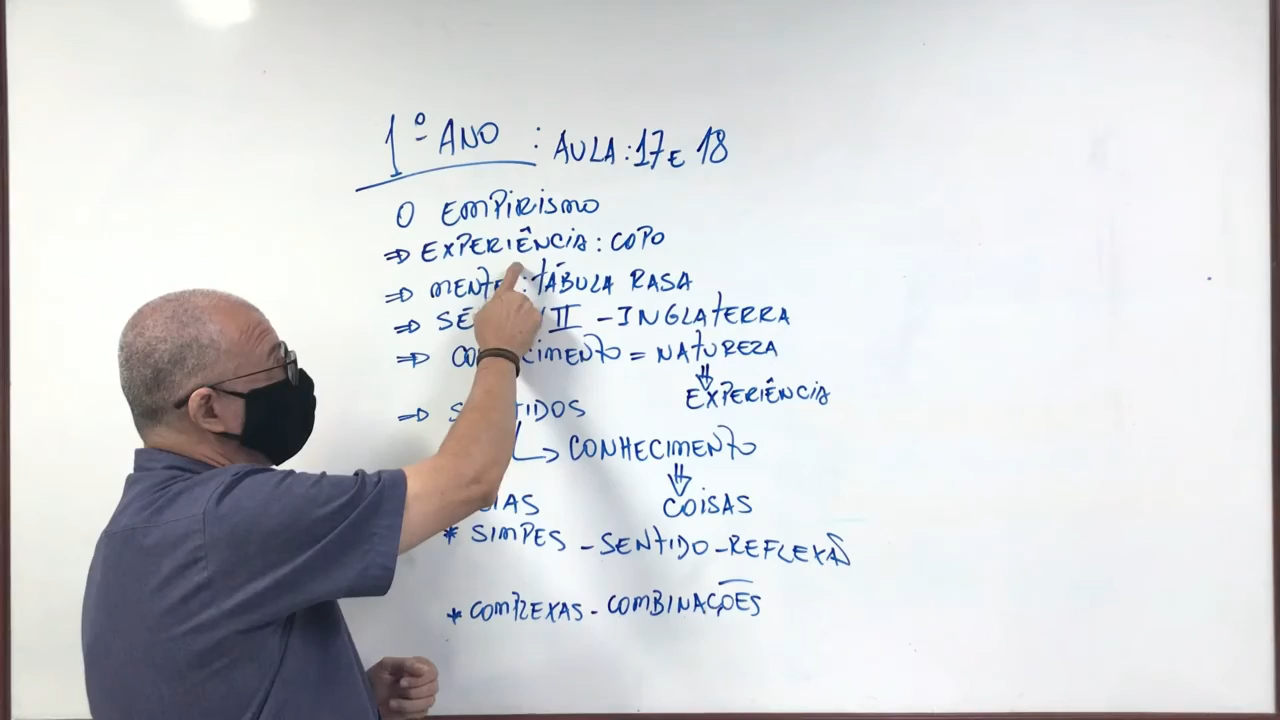 1º ANO : AULA: 17 E 18
O EMPIRISMO
⇒ EXPERIÊNCIA: COPO
⇒ : TÁBULA RASA
⇒ - INGLATERRA
⇒ = NATUREZA
⇓
EXPERIÊNCIA
⇒
↳ CONHECIMENTO
⇓
COISAS
* SIMPES - SENTIDO - REFLEXÃ
* COMPLEXAS - COMBINAÇÕES